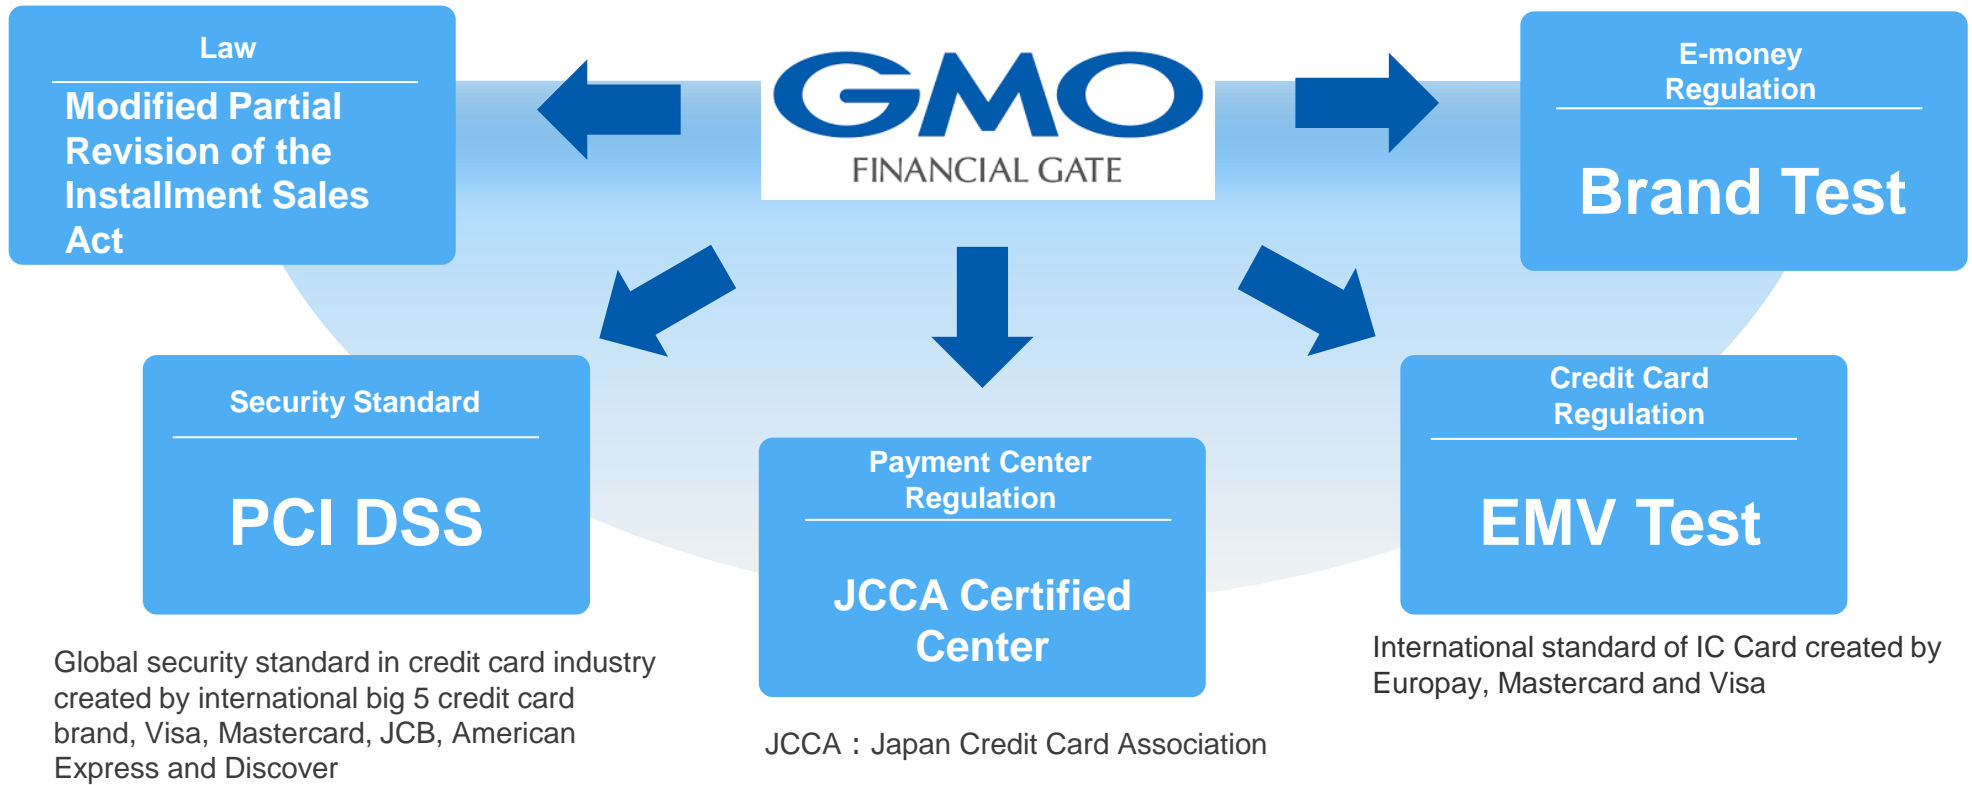 Law
Modified Partial
Revision of the
Installment Sales
Act
GMO
FINANCIAL GATE
E-money
Regulation
Brand Test
Security Standard
PCI DSS
Payment Center
Regulation
JCCA Certified
Center
Credit Card
Regulation
EMV Test
Global security standard in credit card industry
created by international big 5 credit card
brand, Visa, Mastercard, JCB, American
Express and Discover
JCCA：Japan Credit Card Association
International standard of IC Card created by
Europay, Mastercard and Visa